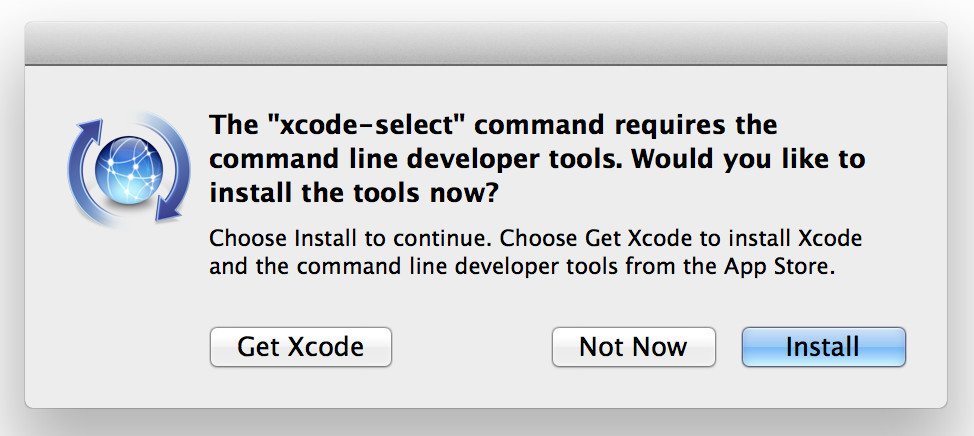 The "xcode-select" command requires the
command line developer tools. Would you like to
install the tools now?
Choose Install to continue. Choose Get Xcode to install Xcode
and the command line developer tools from the App Store.
Get Xcode
Not Now
Install